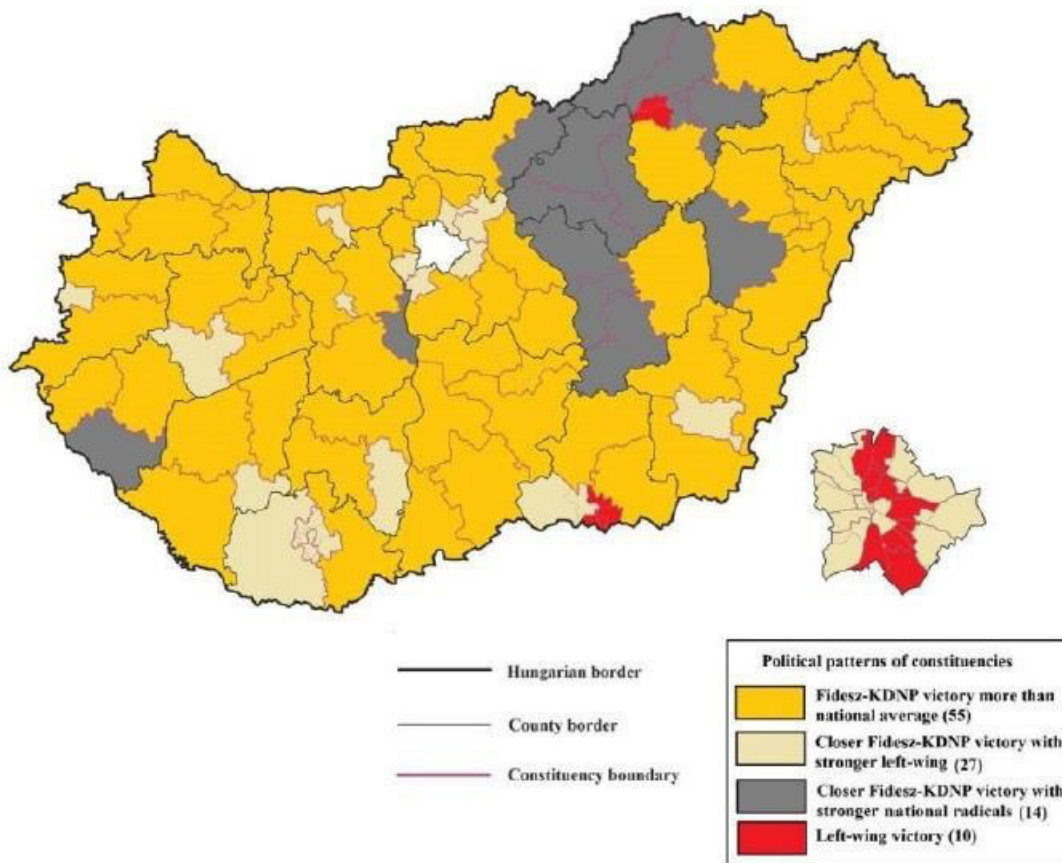 Hungarian border
County border
Constituency boundary
Political patterns of constituencies
Fidesz-KDNP victory more than
national average (55)
Closer Fidesz-KDNP victory with
stronger left-wing (27)
Closer Fidesz-KDNP victory with
stronger national radicals (14)
Left-wing victory (10)